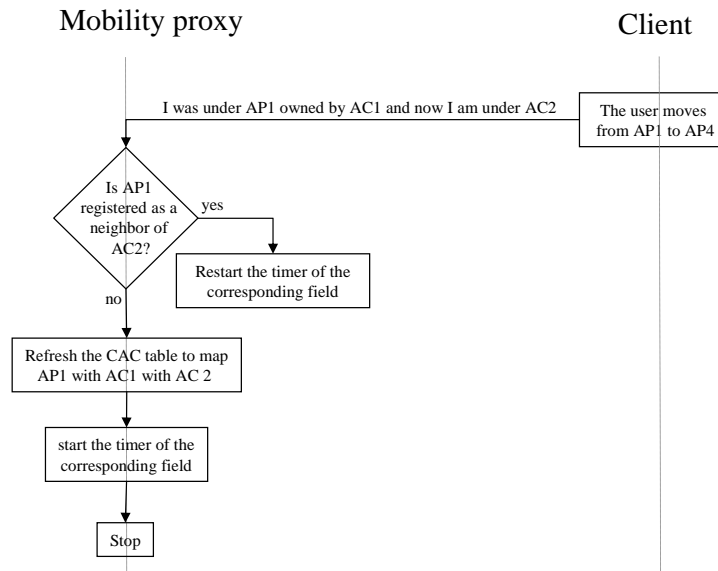 Mobility proxy
Client
I was under AP1 owned by AC1 and now I am under AC2
The user moves
from AP1 to AP4
Is AP1
registered as a
neighbor of
AC2?
yes
Restart the timer of the
corresponding field
no
Refresh the CAC table to map
AP1 with AC1 with AC 2
start the timer of the
corresponding field
Stop